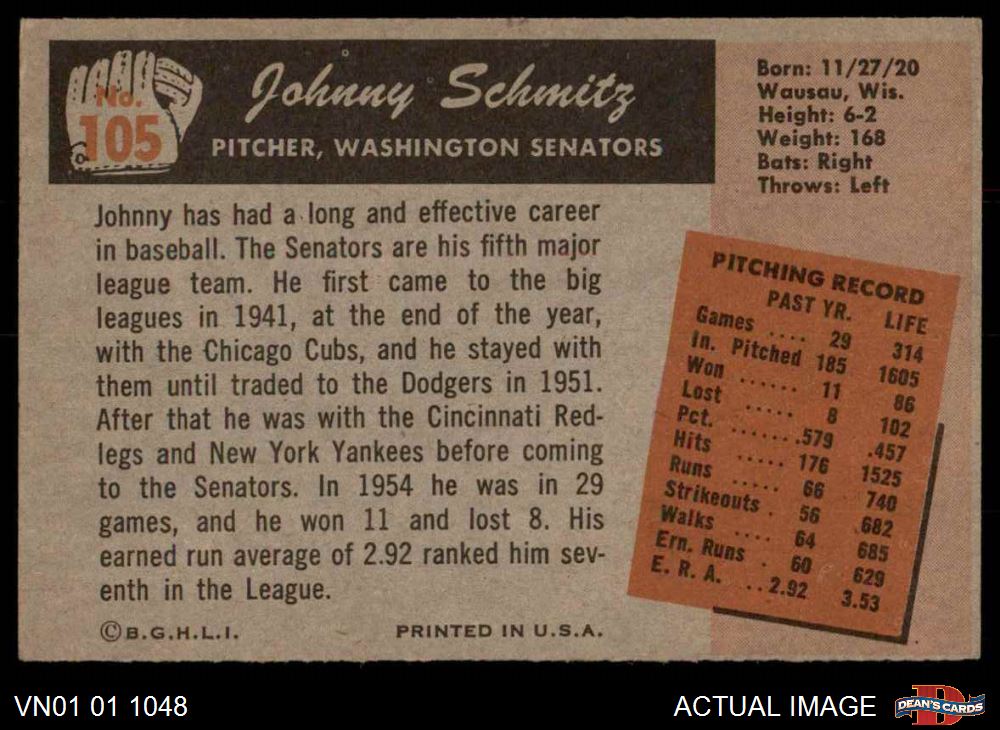 No.
105
Johnny Schmitz
PITCHER, WASHINGTON SENATORS
Born: 11/27/20
Wausau, Wis.
Height: 6-2
Weight: 168
Bats: Right
Throws: Left
Johnny has had a long and effective career
in baseball. The Senators are his fifth major
league team. He first came to the big
leagues in 1941, at the end of the year,
with the Chicago Cubs, and he stayed with
them until traded to the Dodgers in 1951.
After that he was with the Cincinnati Red-
legs and New York Yankees before coming
to the Senators. In 1954 he was in 29
games, and he won 11 and lost 8. His
earned run average of 2.92 ranked him sev-
enth in the League.
©B.G.H.L.I. PRINTED IN U.S.A.
PITCHING RECORD
PAST YR. LIFE
Games .... 29 314
In. Pitched 185 1605
Won ...... 11 86
Lost ..... 8 102
Pct. ....... .579 .457
Hits ..... 176 1525
Runs ..... 66 740
Strikeouts . 56 682
Walks .... 64 685
Ern. Runs . 60 629
E. R. A. ... 2.92 3.53
VN01 01 1048
ACTUAL IMAGE
DEAN'S CARDS